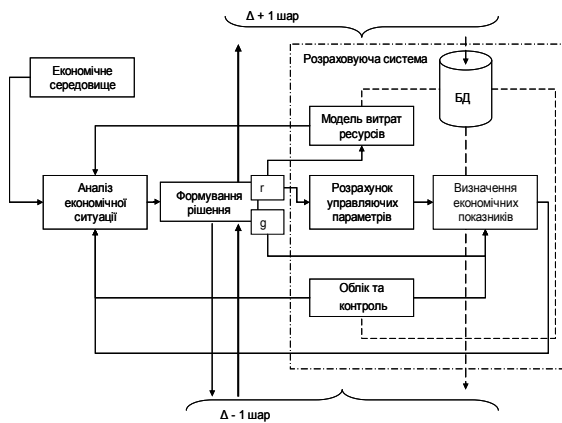 Δ + 1 шар
Розраховуюча система
Економічне
середовище
БД
Модель витрат
ресурсів
Аналіз
економічної
ситуації
Формування
рішення
r
g
Розрахунок
управляючих
параметрів
Визначення
економічних
показників
Облік та
контроль
Δ - 1 шар